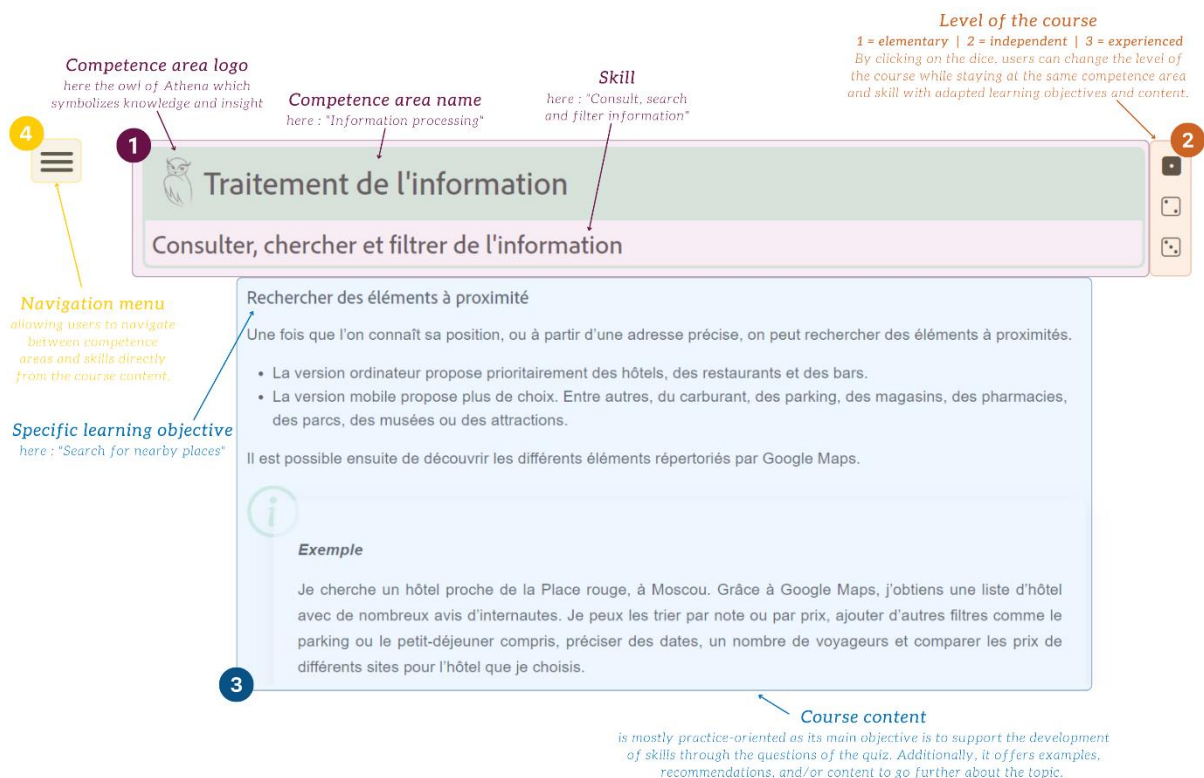 Level of the course
1 = elementary | 2 = independent | 3 = experienced
By clicking on the dice, users can change the level of
the course while staying at the same competence area
and skill with adapted learning objectives and content.
Competence area logo
here the owl of Athena which
symbolizes knowledge and insight
Competence area name
here : "Information processing"
Skill
here : "Consult, search
and filter information"
4
1
2
Traitement de l'information
Consulter, chercher et filtrer de l'information
Navigation menu
allowing users to navigate
between competence
areas and skills directly
from the course content.
Specific learning objective
here : "Search for nearby places"
Rechercher des éléments à proximité
Une fois que l'on connaît sa position, ou à partir d'une adresse précise, on peut rechercher des éléments à proximités.
• La version ordinateur propose prioritairement des hôtels, des restaurants et des bars.
• La version mobile propose plus de choix. Entre autres, du carburant, des parking, des magasins, des pharmacies,
des parcs, des musées ou des attractions.
Il est possible ensuite de découvrir les différents éléments répertoriés par Google Maps.
i
Exemple
Je cherche un hôtel proche de la Place rouge, à Moscou. Grâce à Google Maps, j'obtiens une liste d'hôtel
avec de nombreux avis d'internautes. Je peux les trier par note ou par prix, ajouter d'autres filtres comme le
parking ou le petit-déjeuner compris, préciser des dates, un nombre de voyageurs et comparer les prix de
différents sites pour l'hôtel que je choisis.
3
Course content
is mostly practice-oriented as its main objective is to support the development
of skills through the questions of the quiz. Additionally, it offers examples,
recommendations, and/or content to go further about the topic.